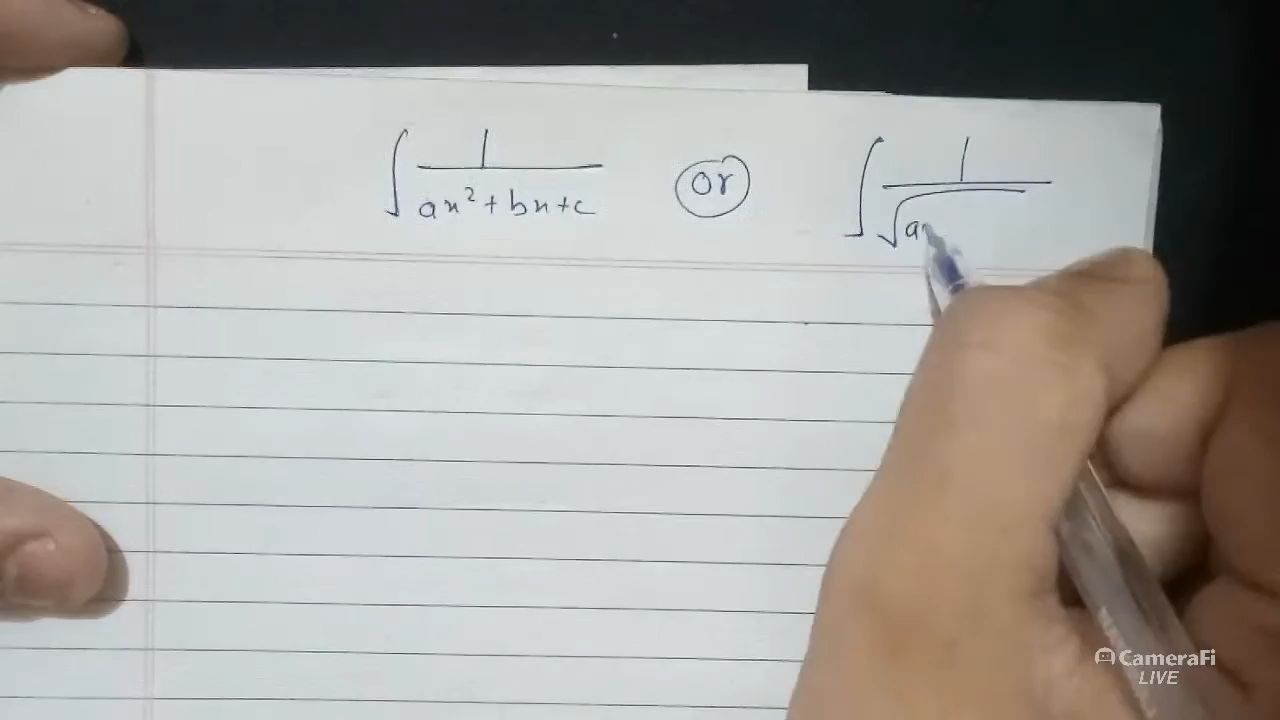 ∫ 1/(ax²+bx+c) or ∫ 1/√a
CameraFi
LIVE